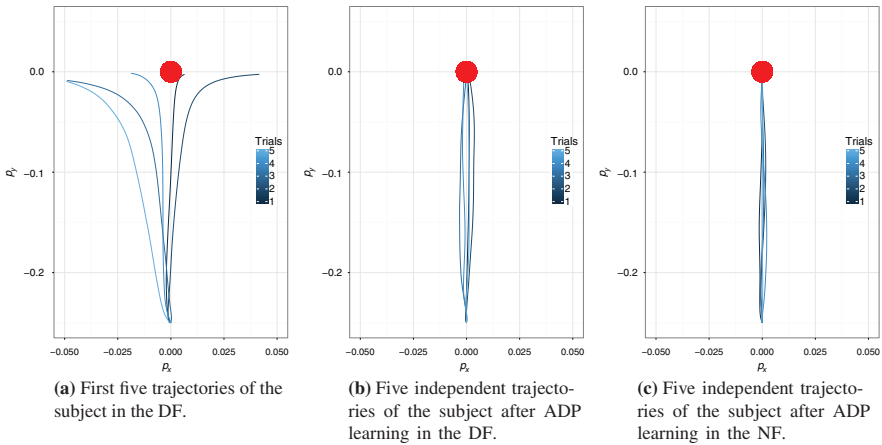 0.0
−0.1
−0.2
p_y
−0.050
−0.025
0.000
0.025
0.050
p_x
Trials
5
4
3
2
1
(a) First five trajectories of the
subject in the DF.
0.0
−0.1
−0.2
p_y
−0.050
−0.025
0.000
0.025
0.050
p_x
Trials
5
4
3
2
1
(b) Five independent trajecto-
ries of the subject after ADP
learning in the DF.
0.0
−0.1
−0.2
p_y
−0.050
−0.025
0.000
0.025
0.050
p_x
Trials
5
4
3
2
1
(c) Five independent trajecto-
ries of the subject after ADP
learning in the NF.